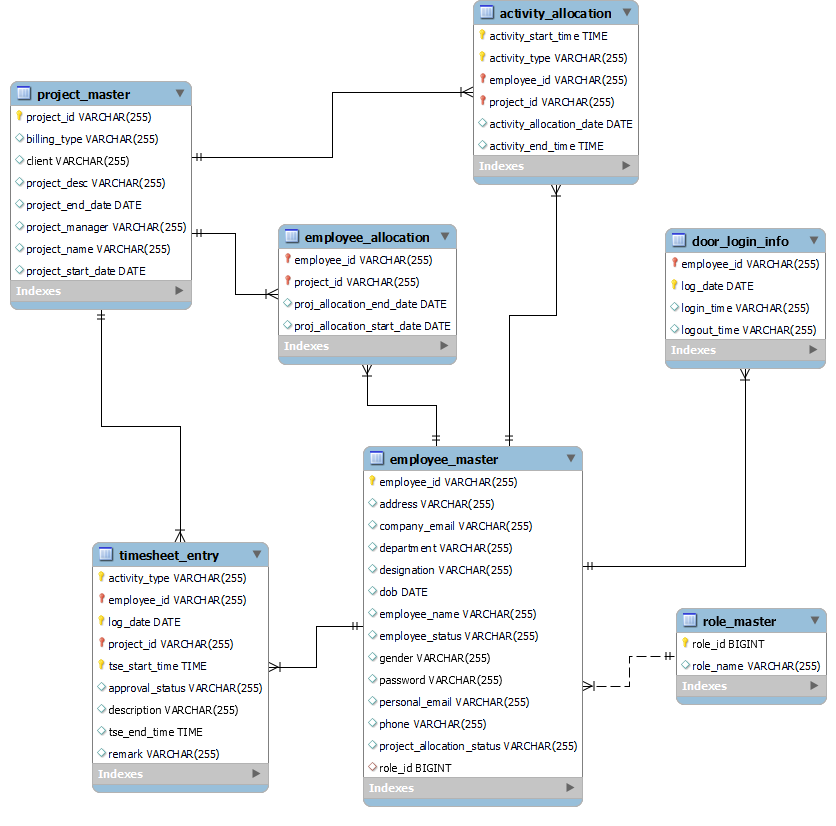 activity_allocation
activity_start_time TIME
activity_type VARCHAR(255)
employee_id VARCHAR(255)
project_id VARCHAR(255)
activity_allocation_date DATE
activity_end_time TIME
Indexes
project_master
project_id VARCHAR(255)
billing_type VARCHAR(255)
client VARCHAR(255)
project_desc VARCHAR(255)
project_end_date DATE
project_manager VARCHAR(255)
project_name VARCHAR(255)
project_start_date DATE
Indexes
employee_allocation
employee_id VARCHAR(255)
project_id VARCHAR(255)
proj_allocation_end_date DATE
proj_allocation_start_date DATE
Indexes
door_login_info
employee_id VARCHAR(255)
log_date DATE
login_time VARCHAR(255)
logout_time VARCHAR(255)
Indexes
employee_master
employee_id VARCHAR(255)
address VARCHAR(255)
company_email VARCHAR(255)
department VARCHAR(255)
designation VARCHAR(255)
dob DATE
employee_name VARCHAR(255)
employee_status VARCHAR(255)
gender VARCHAR(255)
password VARCHAR(255)
personal_email VARCHAR(255)
phone VARCHAR(255)
project_allocation_status VARCHAR(255)
role_id BIGINT
Indexes
timesheet_entry
activity_type VARCHAR(255)
employee_id VARCHAR(255)
log_date DATE
project_id VARCHAR(255)
tse_start_time TIME
approval_status VARCHAR(255)
description VARCHAR(255)
tse_end_time TIME
remark VARCHAR(255)
Indexes
role_master
role_id BIGINT
role_name VARCHAR(255)
Indexes